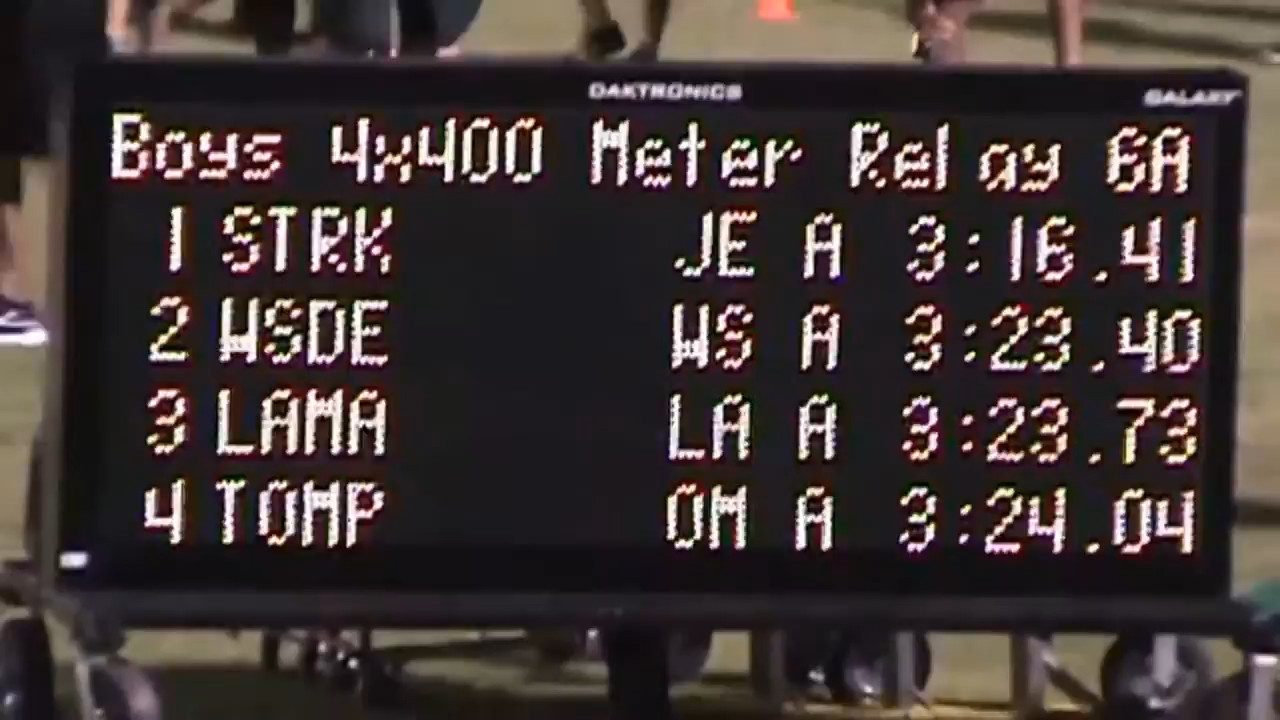 DAKTRONICS GALAXY
Boys 4x400 Meter Relay 6A
1 STRK JE A 3:16.41
2 WSDE WS A 3:23.40
3 LAMA LA A 3:23.73
4 TOMP OM A 3:24.04